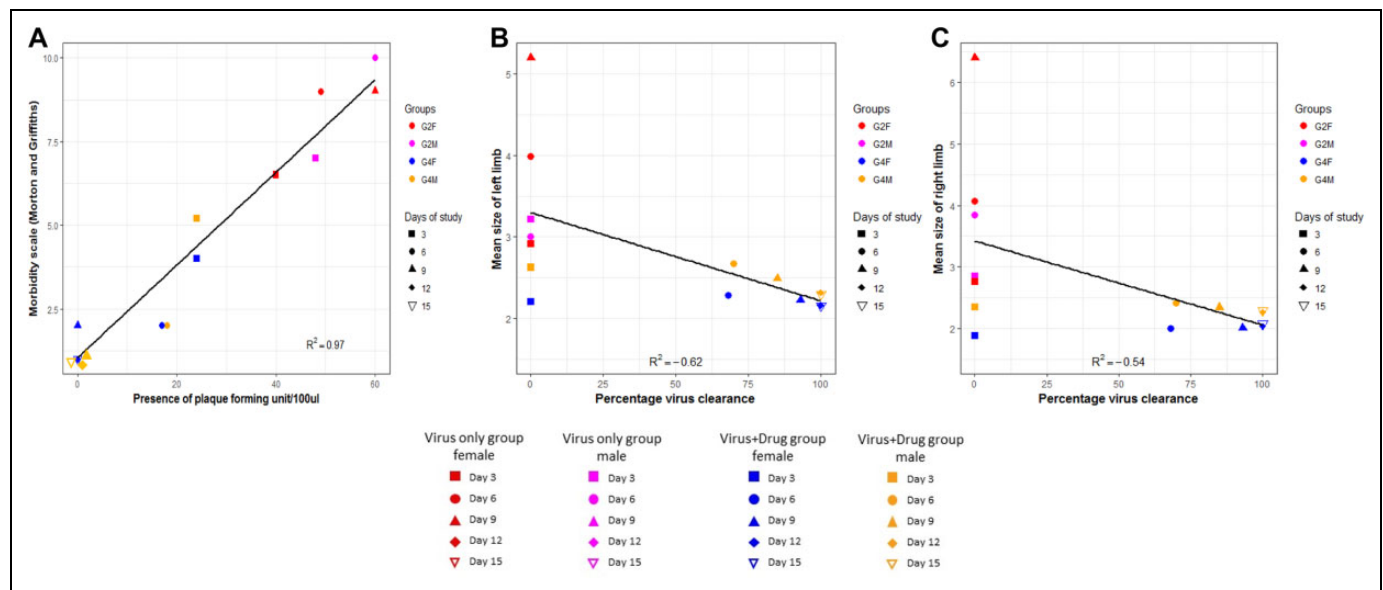 A
10.0
7.5
5.0
2.5
0
20
40
60
Morbidity scale (Morton and Griffiths)
Presence of plaque forming unit/100ul
R² = 0.97
Groups
G2F
G2M
G4F
G4M
Days of study
3
6
9
12
15
B
5
4
3
2
0
25
50
75
100
Mean size of left limb
Percentage virus clearance
R² = −0.62
Groups
G2F
G2M
G4F
G4M
Days of study
3
6
9
12
15
C
6
5
4
3
2
0
25
50
75
100
Mean size of right limb
Percentage virus clearance
R² = −0.54
Groups
G2F
G2M
G4F
G4M
Days of study
3
6
9
12
15
Virus only group
female
Day 3
Day 6
Day 9
Day 12
Day 15
Virus only group
male
Day 3
Day 6
Day 9
Day 12
Day 15
Virus+Drug group
female
Day 3
Day 6
Day 9
Day 12
Day 15
Virus+Drug group
male
Day 3
Day 6
Day 9
Day 12
Day 15